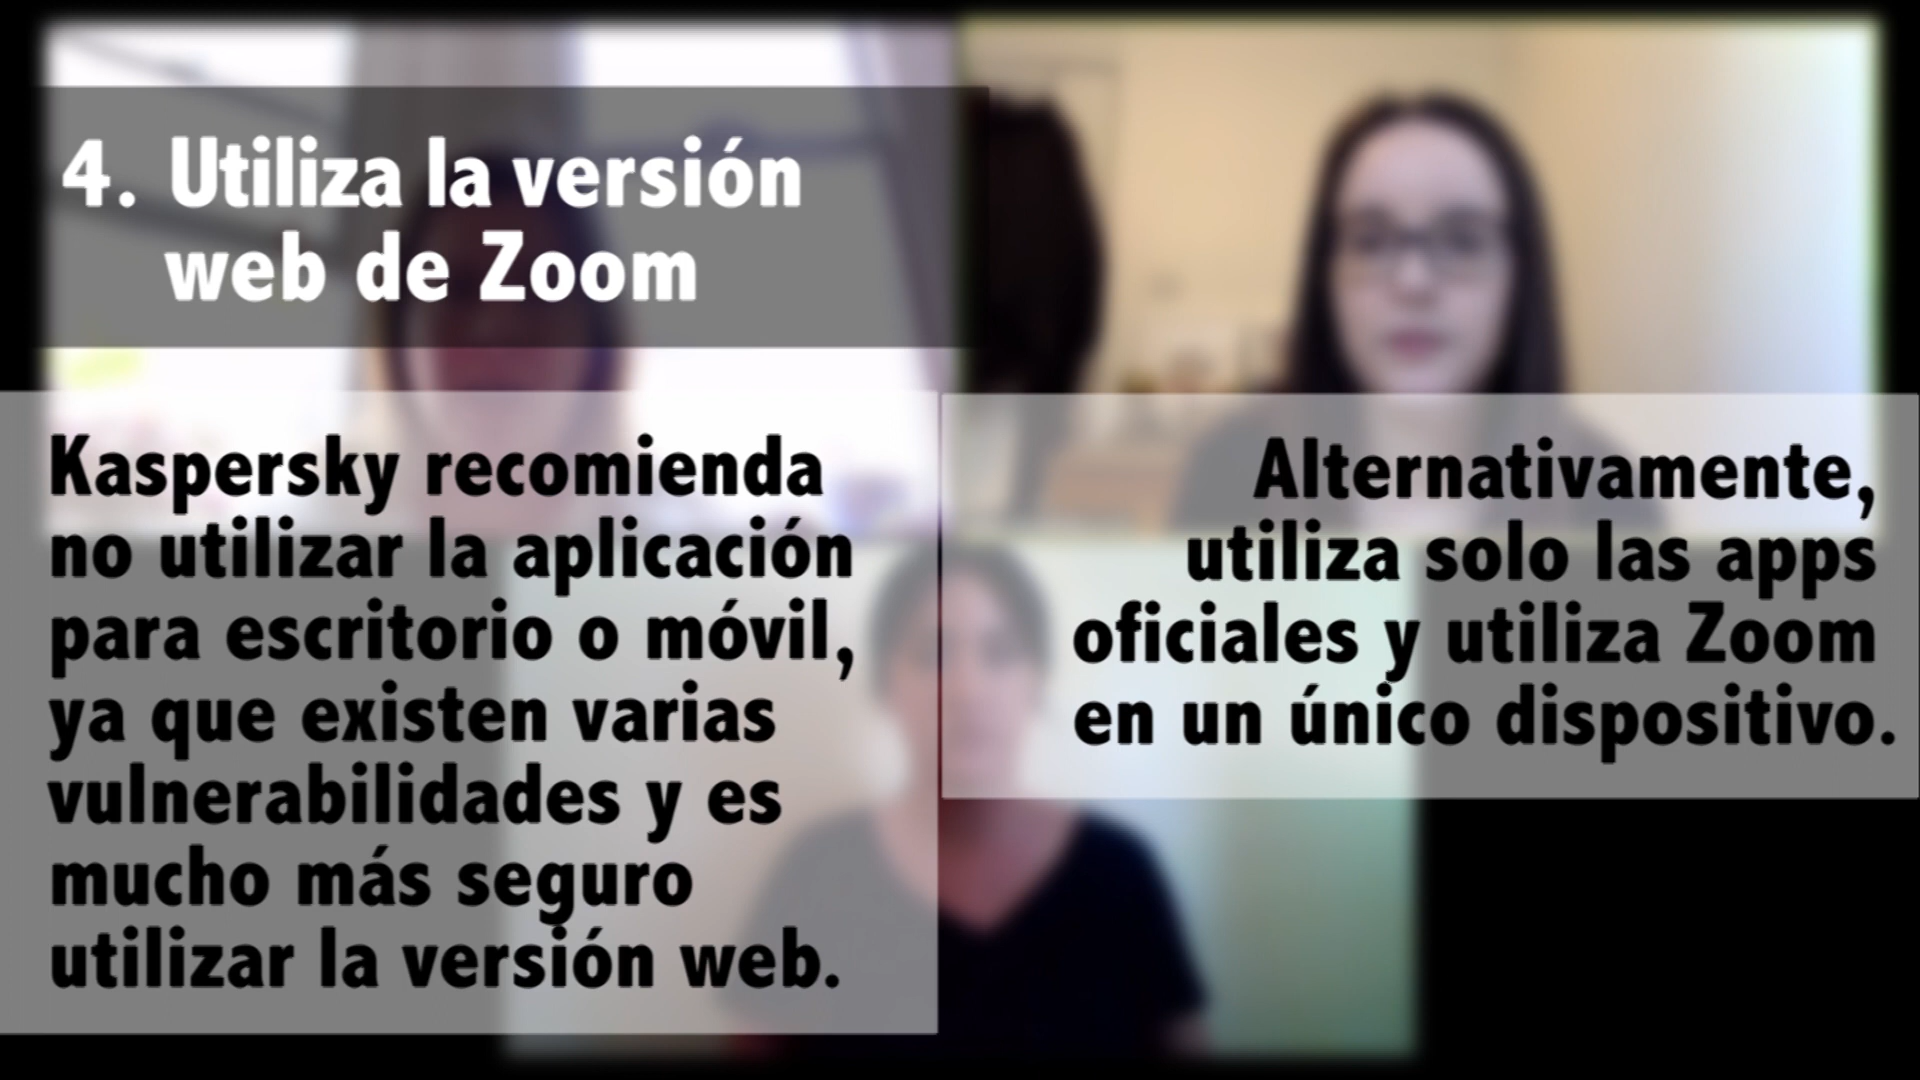 4. Utiliza la versión
web de Zoom
Kaspersky recomienda
no utilizar la aplicación
para escritorio o móvil,
ya que existen varias
vulnerabilidades y es
mucho más seguro
utilizar la versión web.
Alternativamente,
utiliza solo las apps
oficiales y utiliza Zoom
en un único dispositivo.